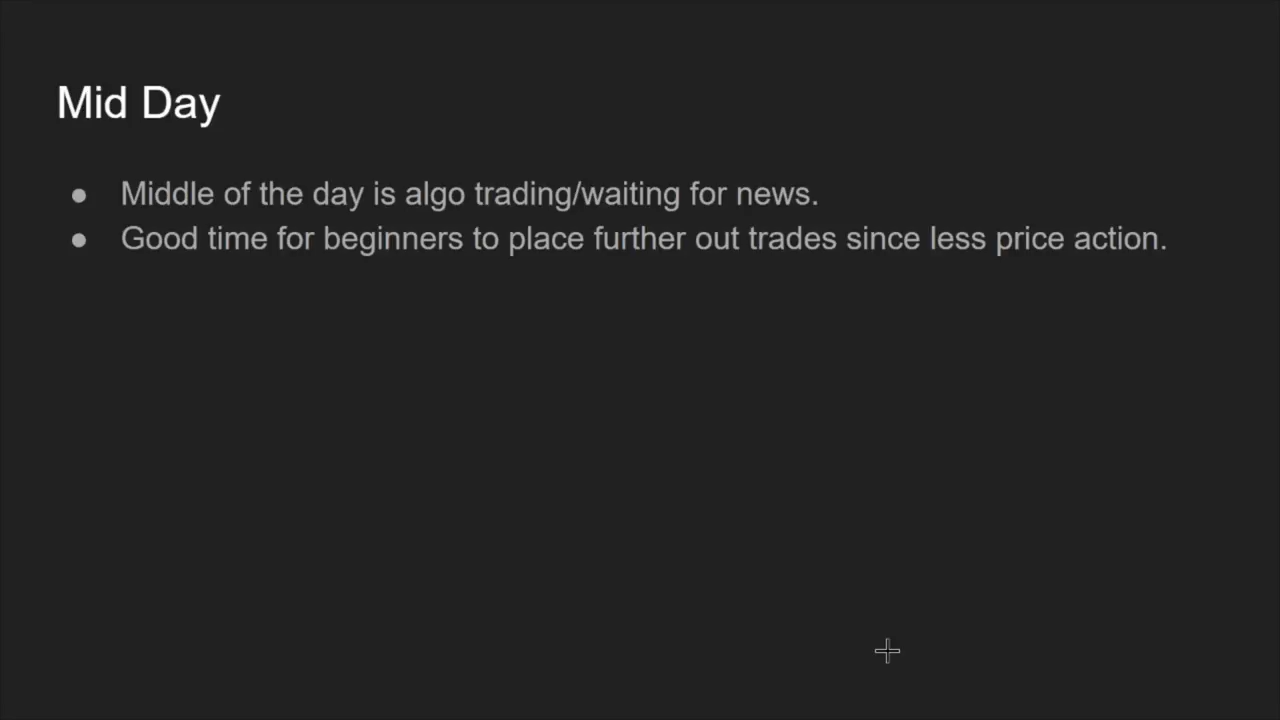 Mid Day
● Middle of the day is algo trading/waiting for news.
● Good time for beginners to place further out trades since less price action.